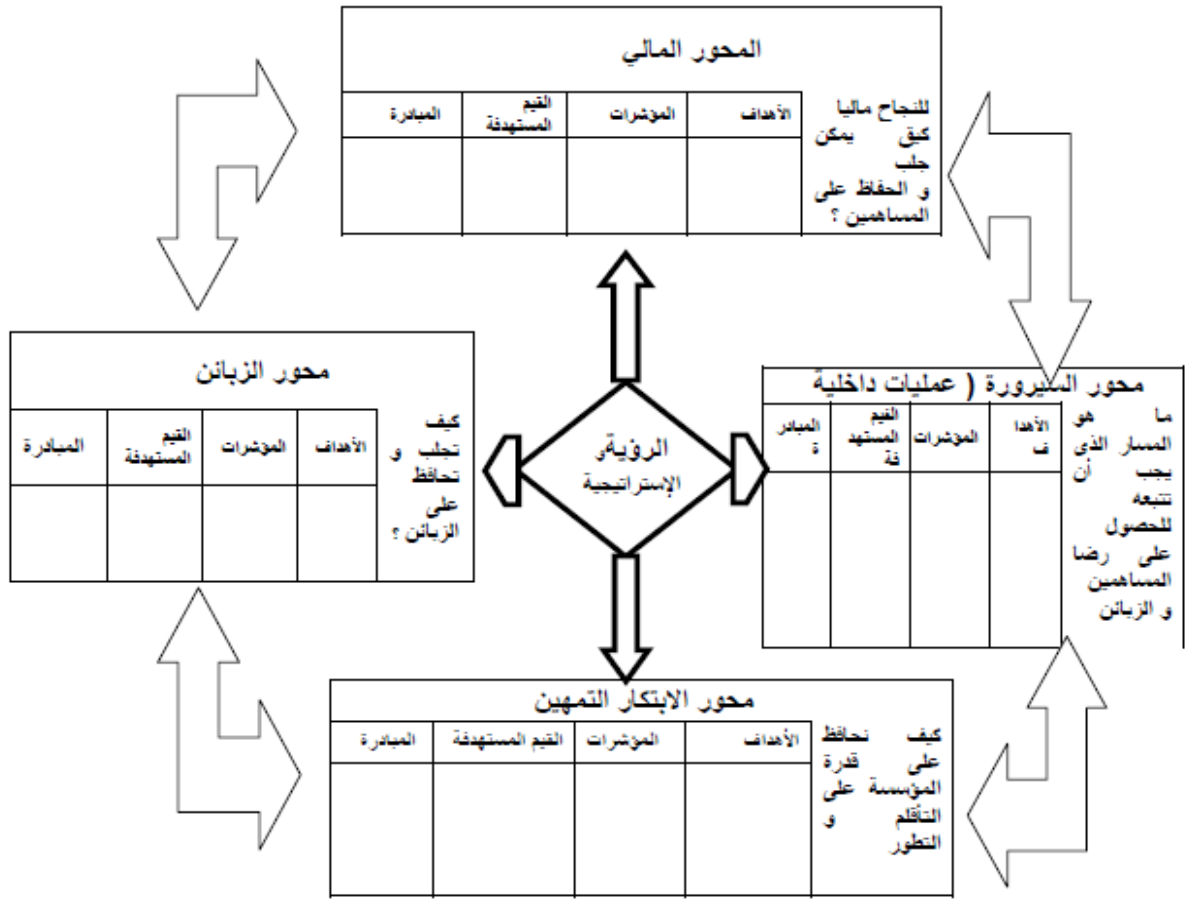 المحور المالي
للنجاح ماليا
كيق يمكن
جلب
و الحفاظ على
المساهمين ؟
الأهداف
المؤشرات
القيم
المستهدفة
المبادرة
محور السيرورة ( عمليات داخلية
ما هو
المسار الذي
يجب أن
تتبعه
للحصول
على رضا
المساهمين
و الزبائن
الأهدا
ف
المؤشرات
القيم
المستهد
فة
المبادر
ة
الرؤية و
الإستراتيجية
محور الزبائن
كيف
تجلب و
تحافظ
على
الزبائن ؟
الأهداف
المؤشرات
القيم
المستهدفة
المبادرة
محور الابتكار التمهين
كيف نحافظ
على قدرة
المؤسسة على
التأقلم و
التطور
الأهداف
المؤشرات
القيم المستهدفة
المبادرة